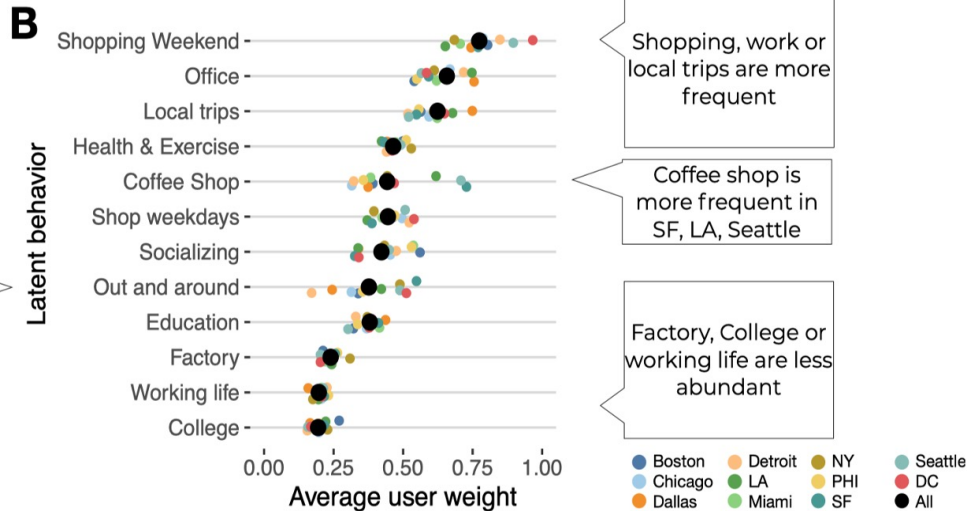 B
Shopping Weekend
Office
Local trips
Health & Exercise
Coffee Shop
Shop weekdays
Socializing
Out and around
Education
Factory
Working life
College
Latent behavior
0.00 0.25 0.50 0.75 1.00
Average user weight
Shopping, work or
local trips are more
frequent
Coffee shop is
more frequent in
SF, LA, Seattle
Factory, College or
working life are less
abundant
Boston Detroit NY Seattle
Chicago LA PHI DC
Dallas Miami SF All